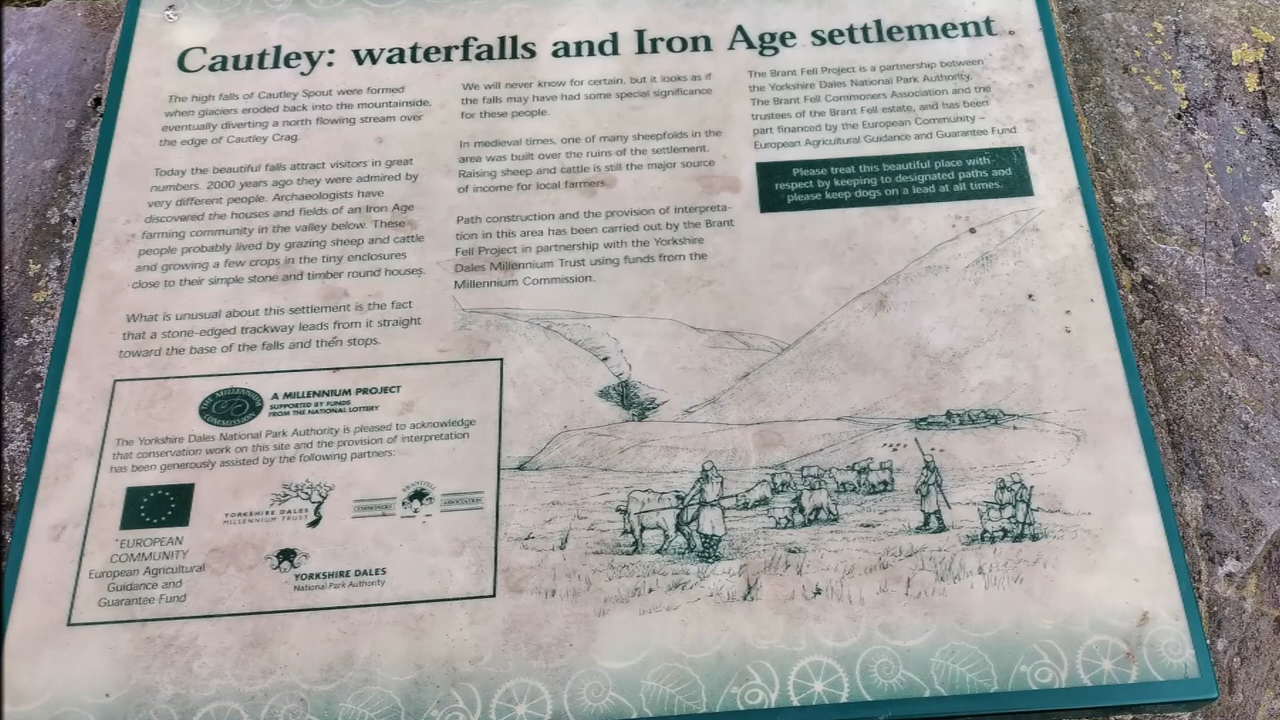 Cautley: waterfalls and Iron Age settlement
The high falls of Cautley Spout were formed
when glaciers eroded back into the mountainside,
eventually diverting a north flowing stream over
the edge of Cautley Crag.
Today the beautiful falls attract visitors in great
numbers. 2000 years ago they were admired by
very different people. Archaeologists have
discovered the houses and fields of an Iron Age
farming community in the valley below. These
people probably lived by grazing sheep and cattle
and growing a few crops in the tiny enclosures
close to their simple stone and timber round houses.
What is unusual about this settlement is the fact
that a stone-edged trackway leads from it straight
toward the base of the falls and then stops.
We will never know for certain, but it looks as if
the falls may have had some special significance
for these people.
In medieval times, one of many sheepfolds in the
area was built over the ruins of the settlement.
Raising sheep and cattle is still the major source
of income for local farmers.
Path construction and the provision of interpreta-
tion in this area has been carried out by the Brant
Fell Project in partnership with the Yorkshire
Dales Millennium Trust using funds from the
Millennium Commission.
The Brant Fell Project is a partnership between
the Yorkshire Dales National Park Authority,
The Brant Fell Commoners Association and the
trustees of the Brant Fell estate, and has been
part financed by the European Community –
European Agricultural Guidance and Guarantee Fund.
Please treat this beautiful place with
respect by keeping to designated paths and
please keep dogs on a lead at all times.
THE MILLENNIUM
COMMISSION
A MILLENNIUM PROJECT
SUPPORTED BY FUNDS
FROM THE NATIONAL LOTTERY
The Yorkshire Dales National Park Authority is pleased to acknowledge
that conservation work on this site and the provision of interpretation
has been generously assisted by the following partners:
EUROPEAN
COMMUNITY
European Agricultural
Guidance and
Guarantee Fund
YORKSHIRE DALES
MILLENNIUM TRUST
COMMONERS
BRANT FELL
ASSOCIATION
YORKSHIRE DALES
National Park Authority